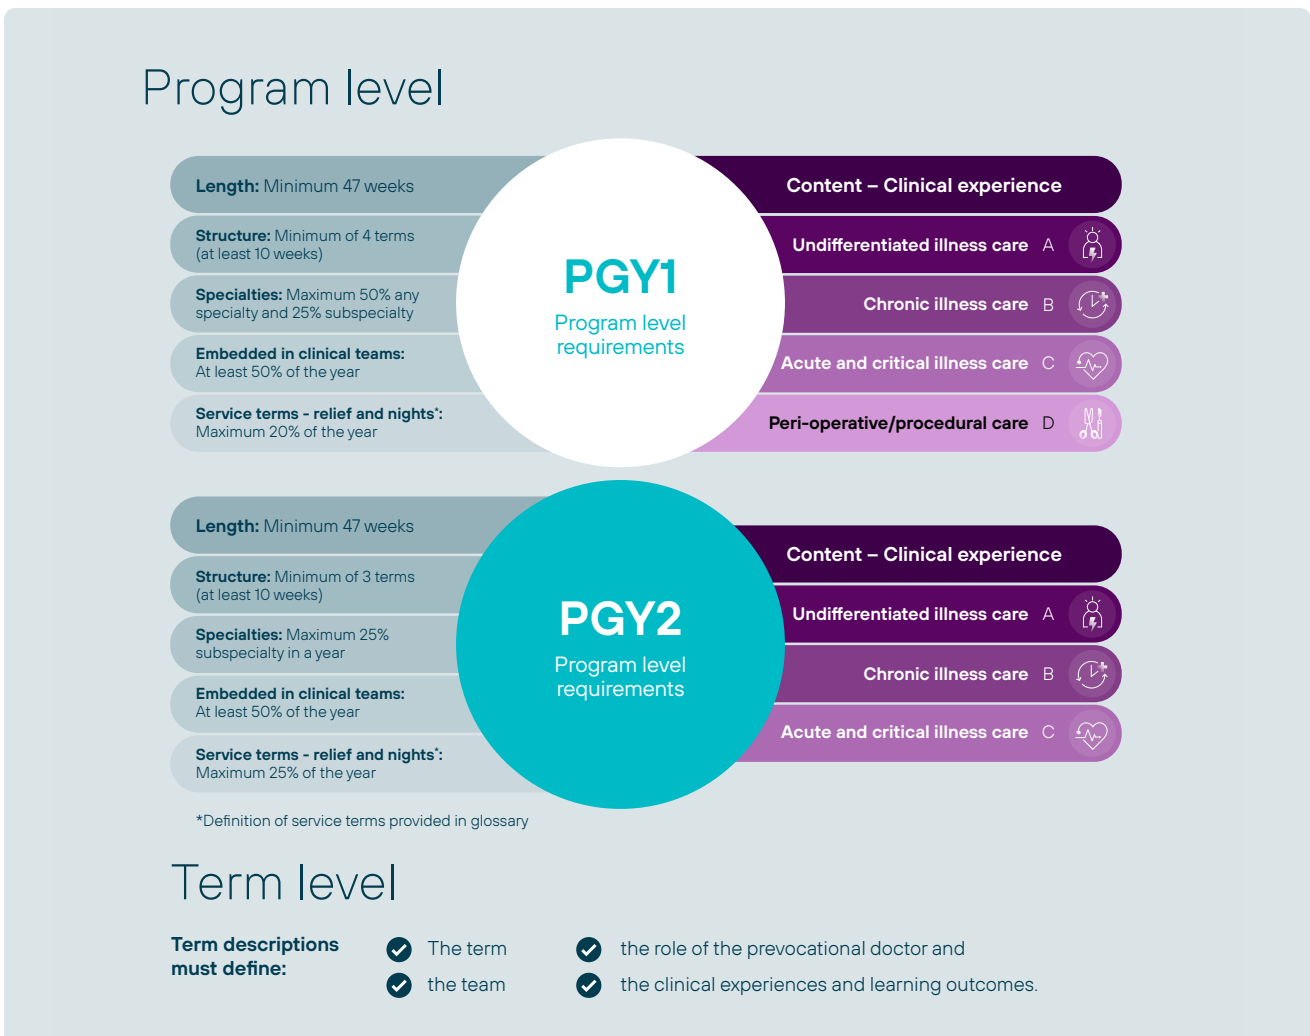 Program level
Length: Minimum 47 weeks
Structure: Minimum of 4 terms
(at least 10 weeks)
Specialties: Maximum 50% any
specialty and 25% subspecialty
Embedded in clinical teams:
At least 50% of the year
Service terms - relief and nights*:
Maximum 20% of the year
PGY1
Program level
requirements
Content – Clinical experience
Undifferentiated illness care A
Chronic illness care B
Acute and critical illness care C
Peri-operative/procedural care D
Length: Minimum 47 weeks
Structure: Minimum of 3 terms
(at least 10 weeks)
Specialties: Maximum 25%
subspecialty in a year
Embedded in clinical teams:
At least 50% of the year
Service terms - relief and nights*:
Maximum 25% of the year
PGY2
Program level
requirements
Content – Clinical experience
Undifferentiated illness care A
Chronic illness care B
Acute and critical illness care C
*Definition of service terms provided in glossary
Term level
Term descriptions
must define:
The term
the team
the role of the prevocational doctor and
the clinical experiences and learning outcomes.